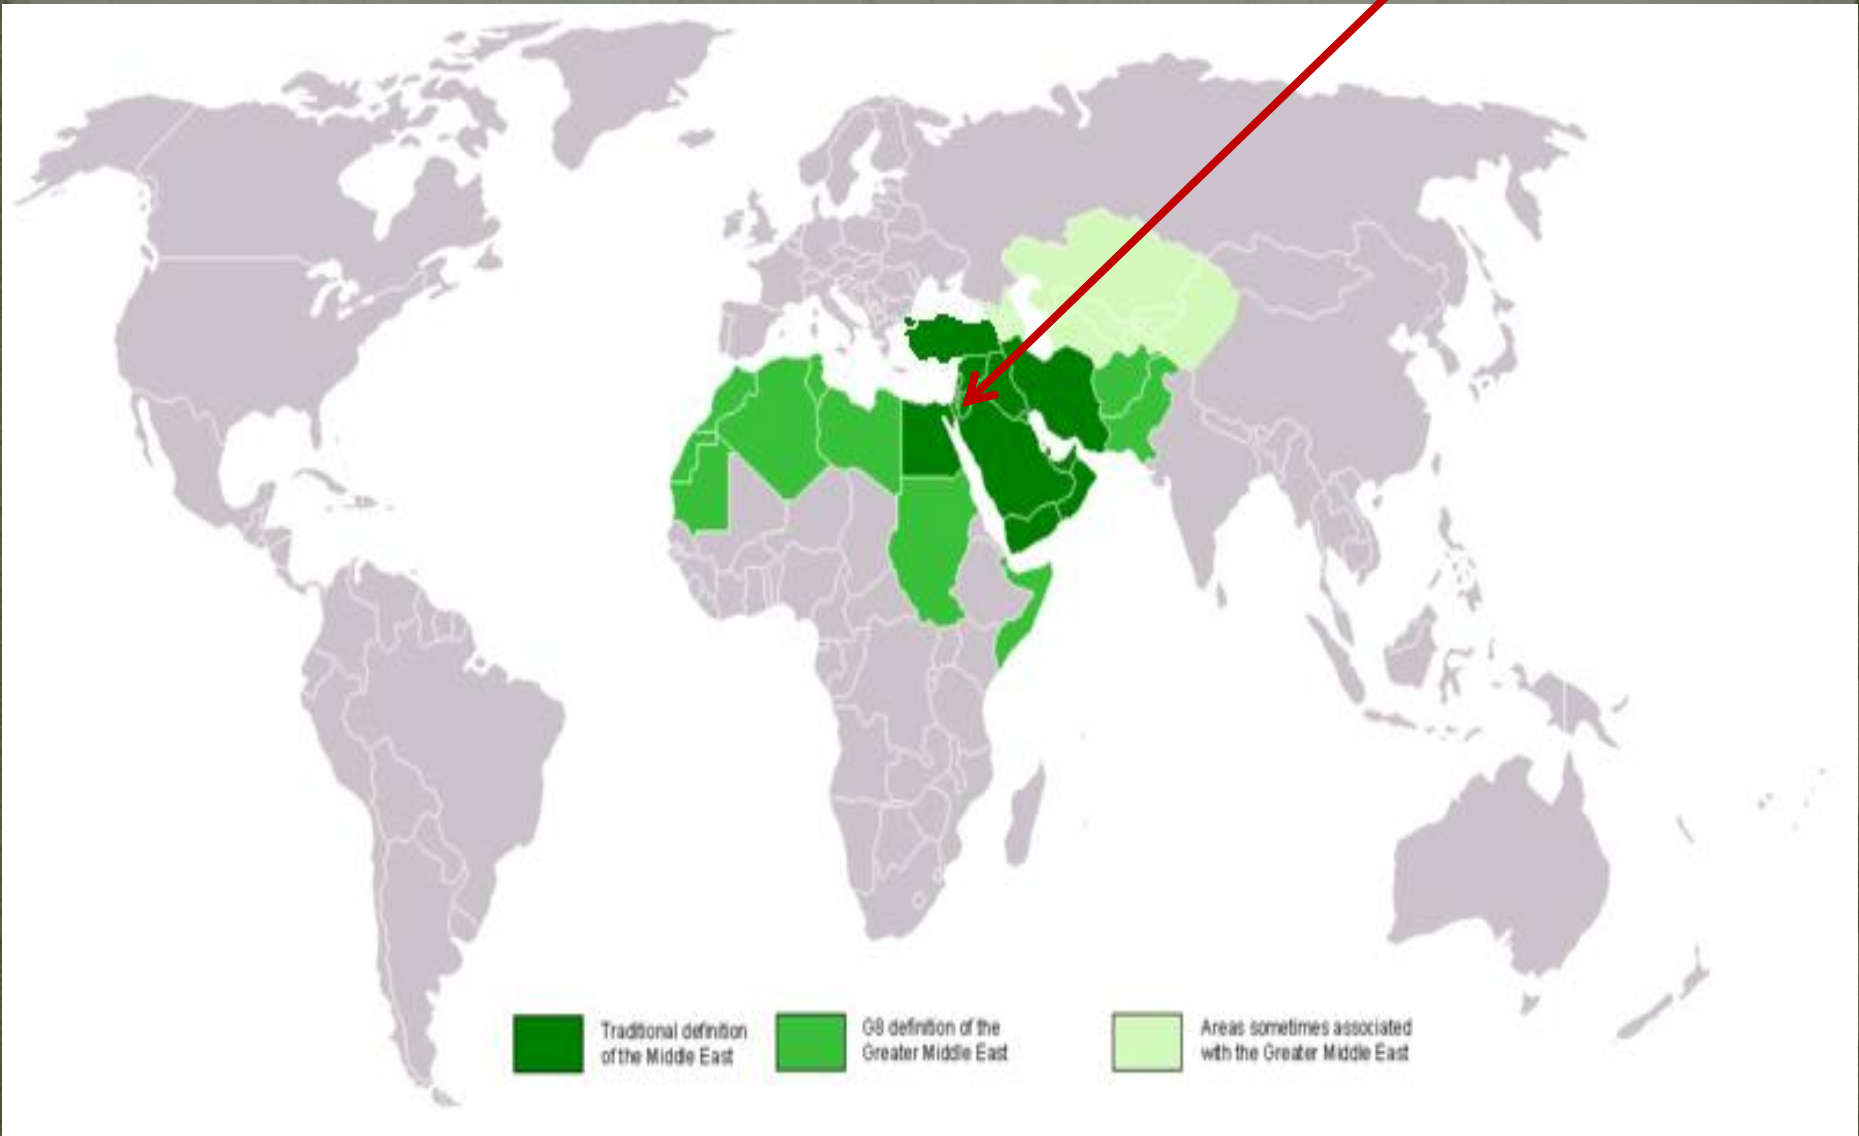 Traditional definition
of the Middle East
G8 definition of the
Greater Middle East
Areas sometimes associated
with the Greater Middle East